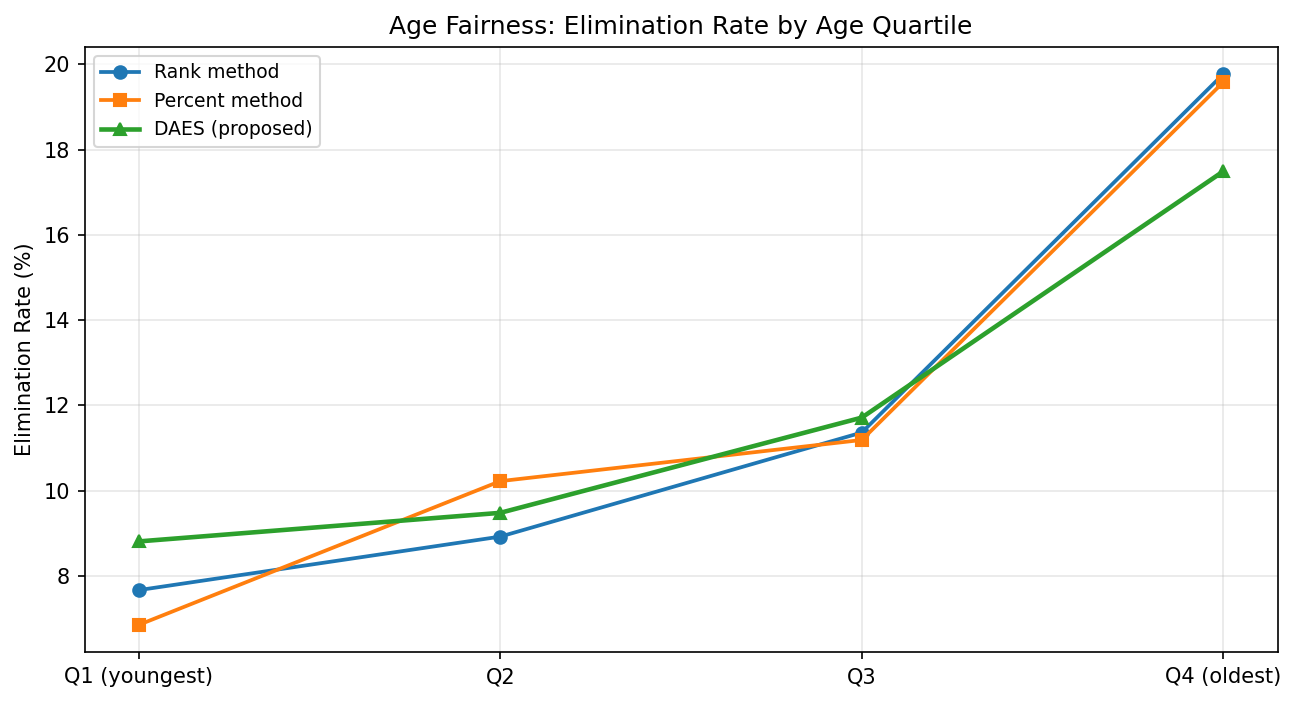 Age Fairness: Elimination Rate by Age Quartile
Rank method
Percent method
DAES (proposed)
Elimination Rate (%)
20
18
16
14
12
10
8
Q1 (youngest)
Q2
Q3
Q4 (oldest)